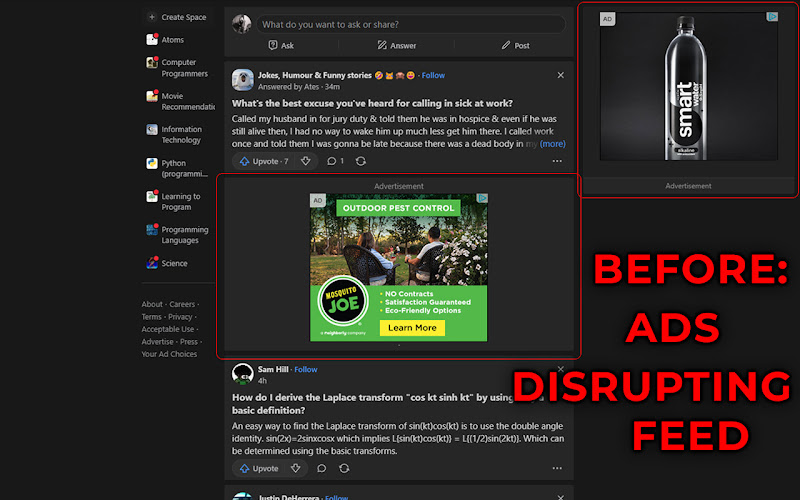 Create Space
Atoms
Computer
Programmers
Movie
Recommendatic
Information
Technology
Python
(programmi...
Learning to
Program
Programming
Languages
Science
About · Careers ·
Terms · Privacy ·
Acceptable Use ·
Advertise · Press ·
Your Ad Choices
What do you want to ask or share?
Ask
Answer
Post
Jokes, Humour & Funny stories 🤣😹🙈😄 · Follow
Answered by Ates · 34m
What's the best excuse you've heard for calling in sick at work?
Called my husband in for jury duty & told them he was in hospice & even if he was
still alive then, I had no way to wake him up much less get him there. I called work
once and told them I was gonna be late because there was a dead body in my (more)
Upvote · 7
1
Advertisement
AD
OUTDOOR PEST CONTROL
MOSQUITO
JOE
a neighborly company
• NO Contracts
• Satisfaction Guaranteed
• Eco-Friendly Options
Learn More
Sam Hill · Follow
4h
How do I derive the Laplace transform "cos kt sinh kt" by using
basic definition?
An easy way to find the Laplace transform of sin(kt)cos(kt) is to use the double angle
identity. sin(2x)=2sinxcosx which implies L{sin(kt)cos(kt)} = L{(1/2)sin(2kt)}. Which can
be determined using the basic transforms.
Upvote
Justin DeHerrera · Follow
AD
smart
water
alkaline
Advertisement
BEFORE:
ADS
DISRUPTING
FEED